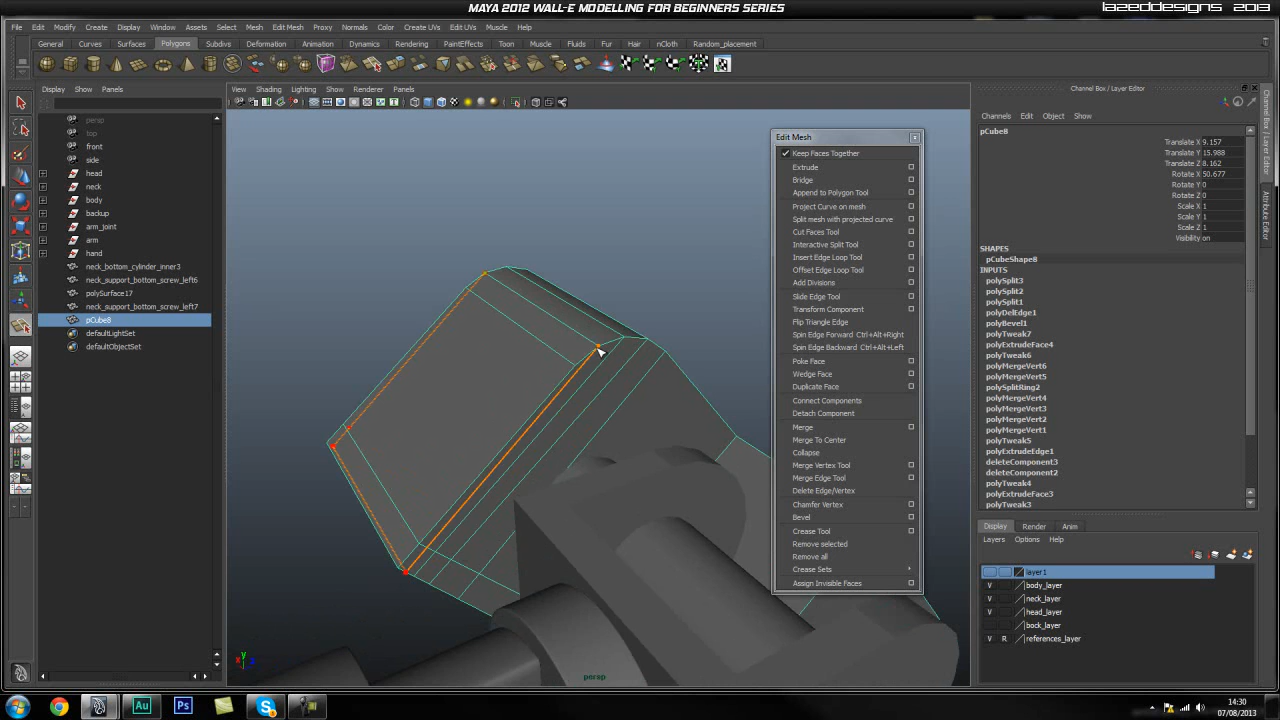 MAYA 2012 WALL-E MODELLING FOR BEGINNERS SERIES
LAZEDDESIGNS 2013
File Edit Modify Create Display Window Assets Select Mesh Edit Mesh Proxy Normals Color Create UVs Edit UVs Muscle Help
General Curves Surfaces Polygons Subdivs Deformation Animation Dynamics Rendering PaintEffects Toon Muscle Fluids Fur Hair nCloth Random_placement
Display Show Panels
View Shading Lighting Show Renderer Panels
persp
top
front
side
head
neck
body
backup
arm_joint
arm
hand
neck_bottom_cylinder_inner3
neck_support_bottom_screw_left6
polySurface17
neck_support_bottom_screw_left7
pCube8
defaultLightSet
defaultObjectSet
Edit Mesh
Keep Faces Together
Extrude
Bridge
Append to Polygon Tool
Project Curve on mesh
Split mesh with projected curve
Cut Faces Tool
Interactive Split Tool
Insert Edge Loop Tool
Offset Edge Loop Tool
Add Divisions
Slide Edge Tool
Transform Component
Flip Triangle Edge
Spin Edge Forward Ctrl+Alt+Right
Spin Edge Backward Ctrl+Alt+Left
Poke Face
Wedge Face
Duplicate Face
Connect Components
Detach Component
Merge
Merge To Center
Collapse
Merge Vertex Tool
Merge Edge Tool
Delete Edge/Vertex
Chamfer Vertex
Bevel
Crease Tool
Remove selected
Remove all
Crease Sets
Assign Invisible Faces
y
x z
persp
Channel Box / Layer Editor
Channels Edit Object Show
pCube8
Translate X 9.157
Translate Y 15.988
Translate Z 8.162
Rotate X 50.677
Rotate Y 0
Rotate Z 0
Scale X 1
Scale Y 1
Scale Z 1
Visibility on
SHAPES
pCubeShape8
INPUTS
polySplit3
polySplit2
polySplit1
polyDelEdge1
polyBevel1
polyTweak7
polyExtrudeFace4
polyTweak6
polyMergeVert6
polyMergeVert5
polySplitRing2
polyMergeVert4
polyMergeVert3
polyMergeVert2
polyMergeVert1
polyTweak5
polyExtrudeEdge1
deleteComponent3
deleteComponent2
polyTweak4
polyExtrudeFace3
polyTweak3
Display Render Anim
Layers Options Help
layer1
V body_layer
V neck_layer
V head_layer
bock_layer
V R references_layer
Channel Box / Layer Editor
Attribute Editor
Au
Ps
S
14:30
07/08/2013